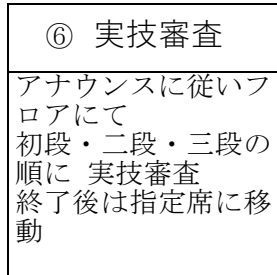 ⑥ 実技審査
アナウンスに従いフ
ロアにて
初段・二段・三段の
順に 実技審査
終了後は指定席に移
動